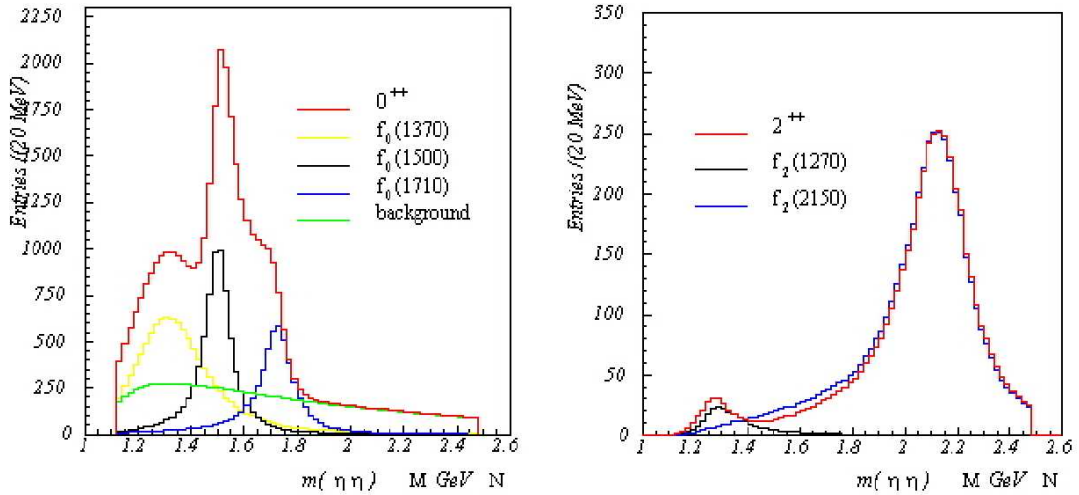 2250
2000
1750
1500
1250
1000
750
500
250
0
Entries /(20 MeV)
0++
f0(1370)
f0(1500)
f0(1710)
background
1 1.2 1.4 1.6 1.8 2 2.2 2.4 2.6
m( η η ) M GeV N
350
300
250
200
150
100
50
0
Entries /(20 MeV)
2++
f2(1270)
f2(2150)
1 1.2 1.4 1.6 1.8 2 2.2 2.4 2.6
m( η η ) M GeV N